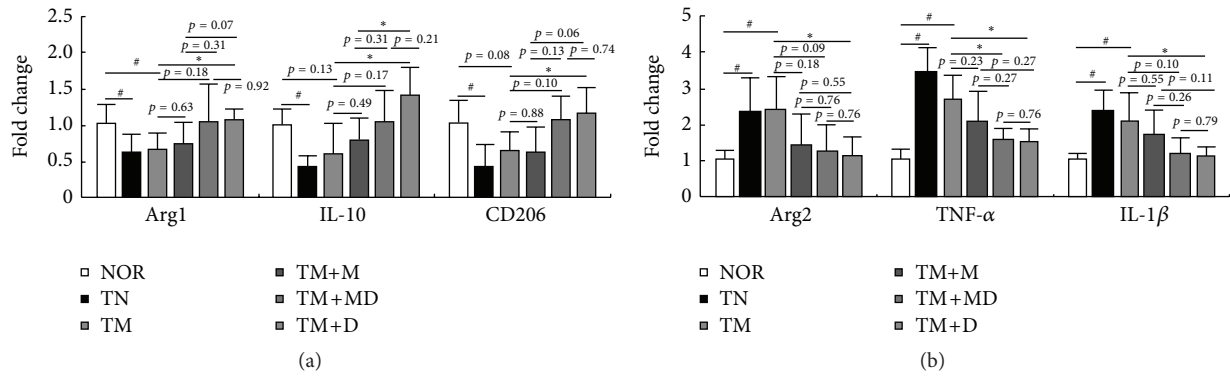 2.5
2.0
1.5
1.0
0.5
0
Fold change
#
#
p = 0.63
p = 0.18
*
p = 0.31
p = 0.07
p = 0.92
p = 0.13
#
p = 0.49
p = 0.17
*
p = 0.31
*
p = 0.21
p = 0.08
#
p = 0.88
p = 0.10
*
p = 0.13
p = 0.06
p = 0.74
Arg1 IL-10 CD206
NOR TM+M
TN TM+MD
TM TM+D
(a)
5
4
3
2
1
0
Fold change
#
#
p = 0.18
p = 0.09
*
p = 0.76
p = 0.55
p = 0.76
#
#
p = 0.23
*
*
p = 0.27
p = 0.27
p = 0.76
#
#
p = 0.55
p = 0.10
*
p = 0.26
p = 0.11
p = 0.79
Arg2 TNF-α IL-1β
NOR TM+M
TN TM+MD
TM TM+D
(b)